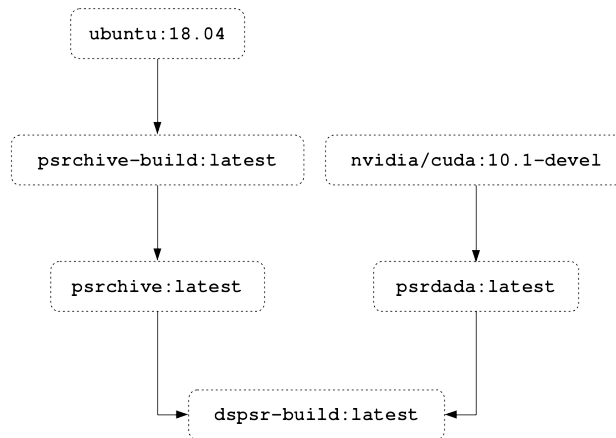 ubuntu:18.04
psrchive-build:latest
nvidia/cuda:10.1-devel
psrchive:latest
psrdada:latest
dspsr-build:latest